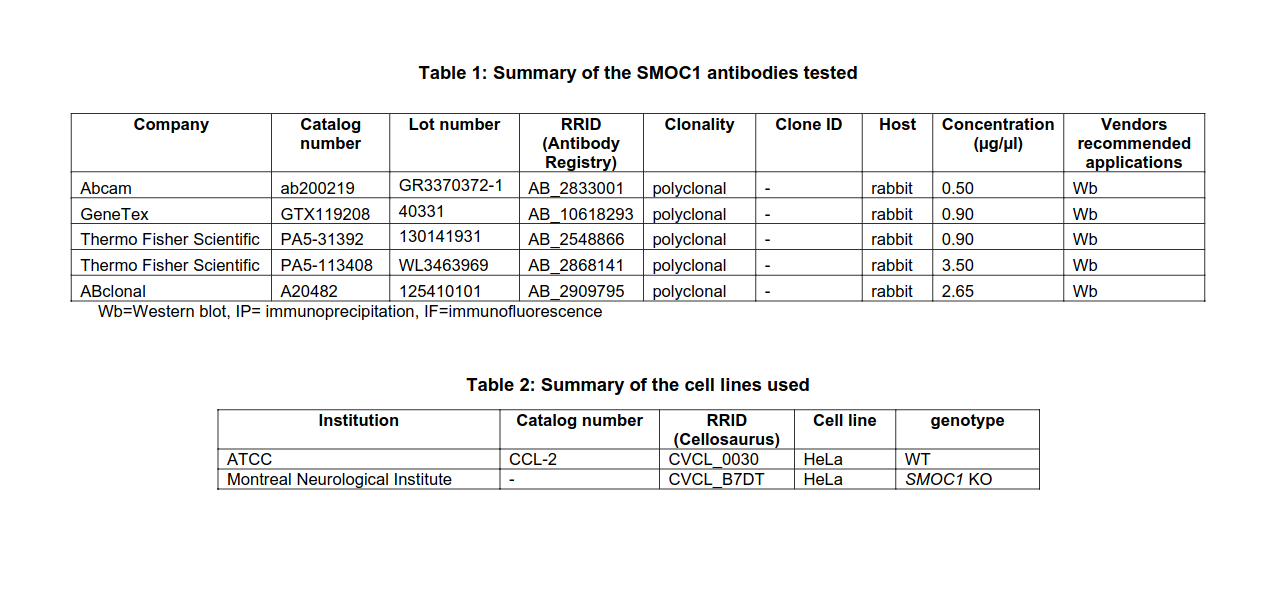 Table 1: Summary of the SMOC1 antibodies tested
Company Catalog number Lot number RRID (Antibody Registry) Clonality Clone ID Host Concentration (µg/µl) Vendors recommended applications
Abcam ab200219 GR3370372-1 AB_2833001 polyclonal - rabbit 0.50 Wb
GeneTex GTX119208 40331 AB_10618293 polyclonal - rabbit 0.90 Wb
Thermo Fisher Scientific PA5-31392 130141931 AB_2548866 polyclonal - rabbit 0.90 Wb
Thermo Fisher Scientific PA5-113408 WL3463969 AB_2868141 polyclonal - rabbit 3.50 Wb
ABclonal A20482 125410101 AB_2909795 polyclonal - rabbit 2.65 Wb
Wb=Western blot, IP= immunoprecipitation, IF=immunofluorescence
Table 2: Summary of the cell lines used
Institution Catalog number RRID (Cellosaurus) Cell line genotype
ATCC CCL-2 CVCL_0030 HeLa WT
Montreal Neurological Institute - CVCL_B7DT HeLa SMOC1 KO